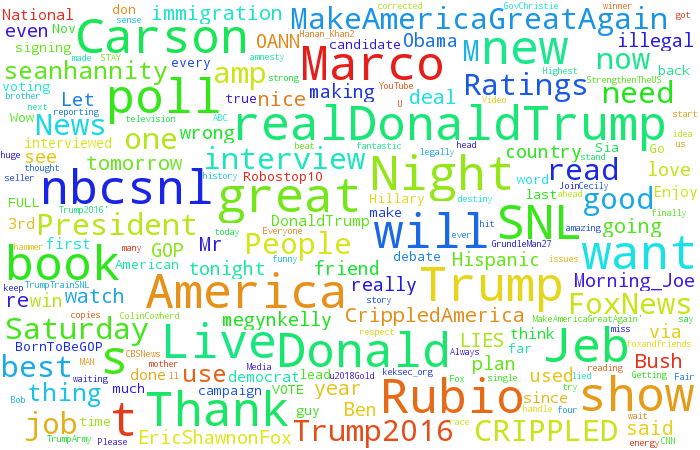 National don GovChristie corrected winner got
even Nov immigration MakeAmericaGreatAgain
signing Carson OANN Hanan_Khan2 candidate Obama M new illegal
made STAY every Marco Highest now back
seanhannity amp strong YouTube Ratings StrengthenTheUS
voting poll making deal need
brother Let true nice U Video start
next reporting television ABC realDonaldTrump idea
Wow News one wrong us
interviewed beat fantastic country Sia Go
see tomorrow interview legally head stand love
huge thought history Robostop10 Night word read
seller nbcsnl great destiny last JoinCecily ahead Enjoy
FULL Trump2016' Hillary good finally
3rd President today DonaldTrump make will SNL going
hammer many Everyone People hit amazing
first GOP Mr funny debate ever GrundleMan27 issues want
TrumpTrainSNL American tonight friend Hispanic
book America really Trump Morning_Joe
keep re win watch story FoxNews
copies ColinCowherd megynkelly CrippledAmerica MakeAmericaGreatAgain' say
Saturday Live respect LIES think Jeb miss via foxandfriends
BornToBeGOP CBSNews Donald far
best s MAN mother Media plan Always Bush
waiting done 11 democrat lead u2018Gold keksec_org Fox single Getting lied Fair
thing much use campaign VOTE year Rubio used try reading show
Bob Thank guy since four
job time t Ben race handle said wait
TrumpArmy Please EricShawnonFox Trump2016 CRIPPLED energy CNN